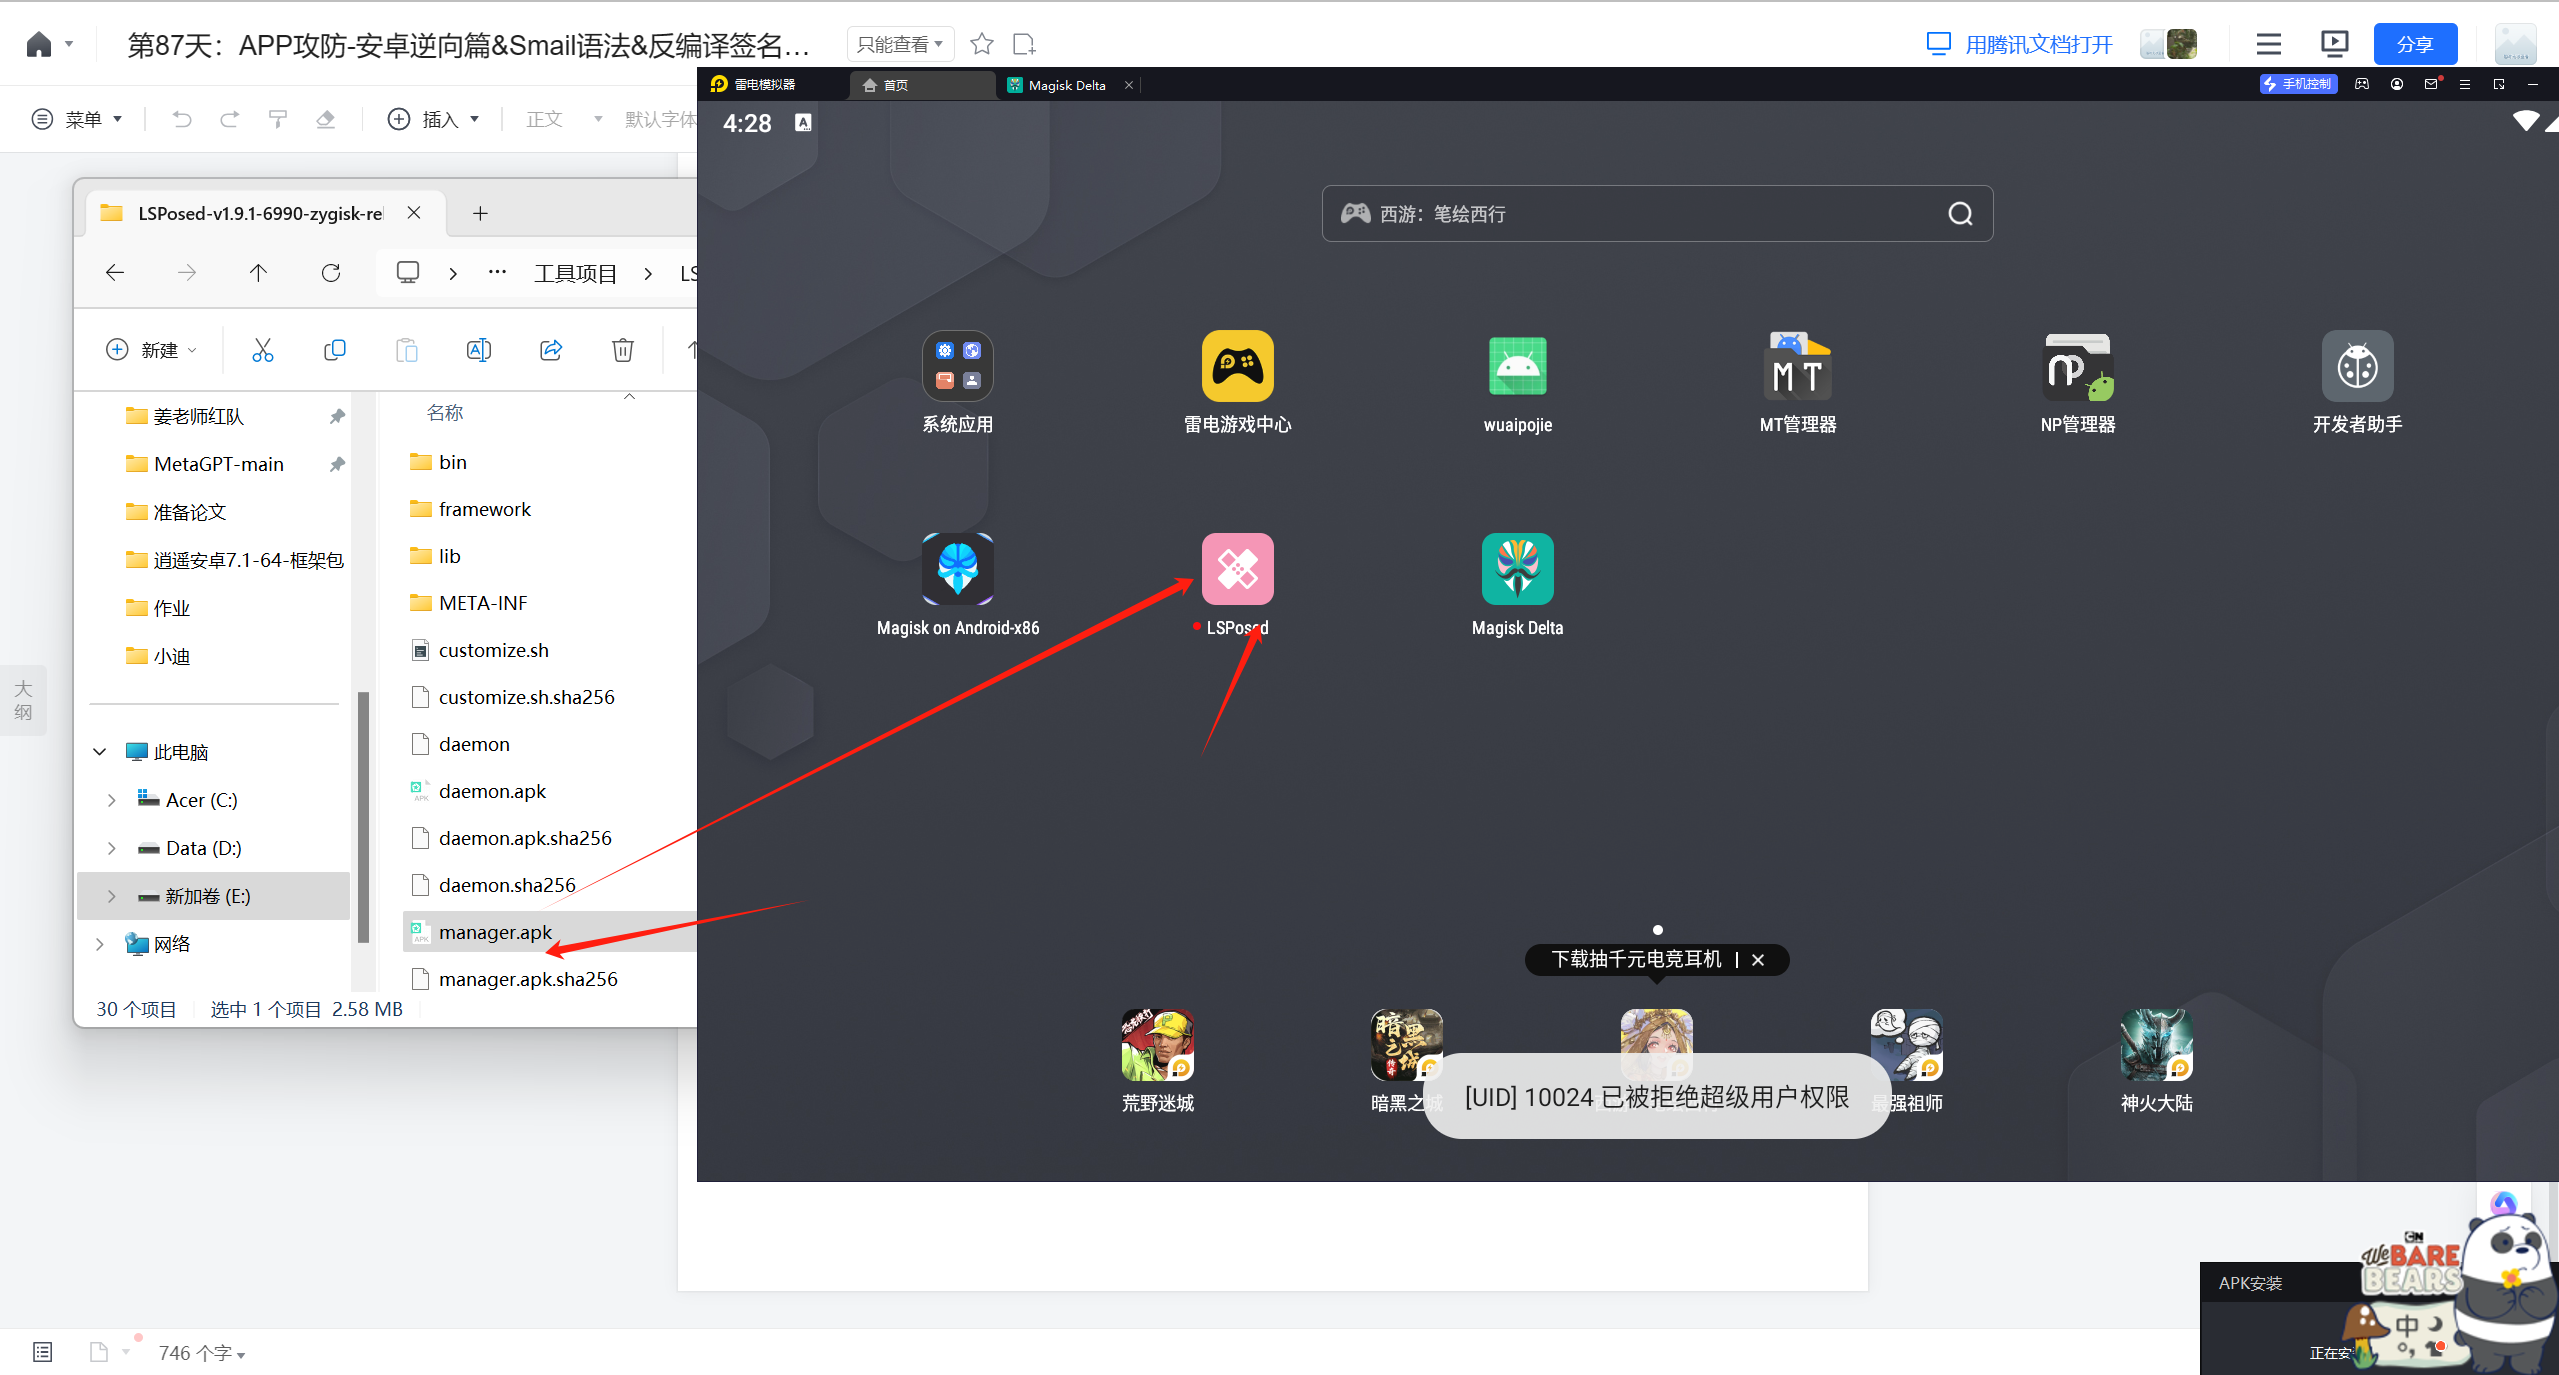 第87天：APP攻防-安卓逆向篇&Smail语法&反编译签名…
只能查看
用腾讯文档打开
分享
菜单
插入
正文
默认字体
雷电模拟器
首页
Magisk Delta
手机控制
4:28
A
西游：笔绘西行
LSPosed-v1.9.1-6990-zygisk-rel
工具项目
LS
新建
姜老师红队
MetaGPT-main
准备论文
逍遥安卓7.1-64-框架包
作业
小迪
此电脑
Acer (C:)
Data (D:)
新加卷 (E:)
网络
名称
bin
framework
lib
META-INF
customize.sh
customize.sh.sha256
daemon
daemon.apk
daemon.apk.sha256
daemon.sha256
manager.apk
manager.apk.sha256
30 个项目
选中 1 个项目 2.58 MB
大纲
系统应用
雷电游戏中心
wuaipojie
MT
MT管理器
NP管理器
开发者助手
Magisk on Android-x86
LSPosed
Magisk Delta
下载抽千元电竞耳机
荒野迷城
暗黑之城
最强祖师
神火大陆
[UID] 10024 已被拒绝超级用户权限
APK安装
正在安
CN
We BARE BEARS
中
746 个字